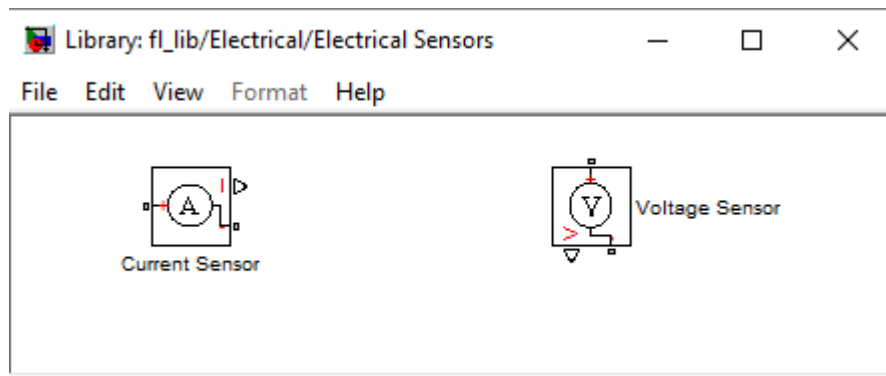 Library: fl_lib/Electrical/Electrical Sensors
File Edit View Format Help
A
I
Current Sensor
V
V
Voltage Sensor